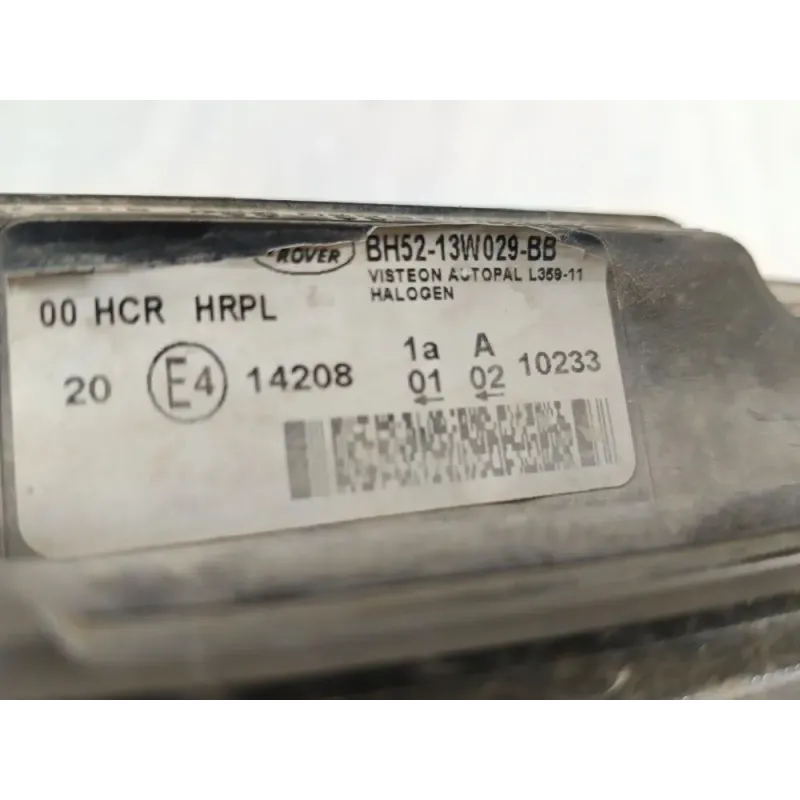 ROVER BH52-13W029-BB
VISTEON AUTOPAL L359-11
HALOGEN
00 HCR HRPL
1a A
20 E4 14208 01 02 10233